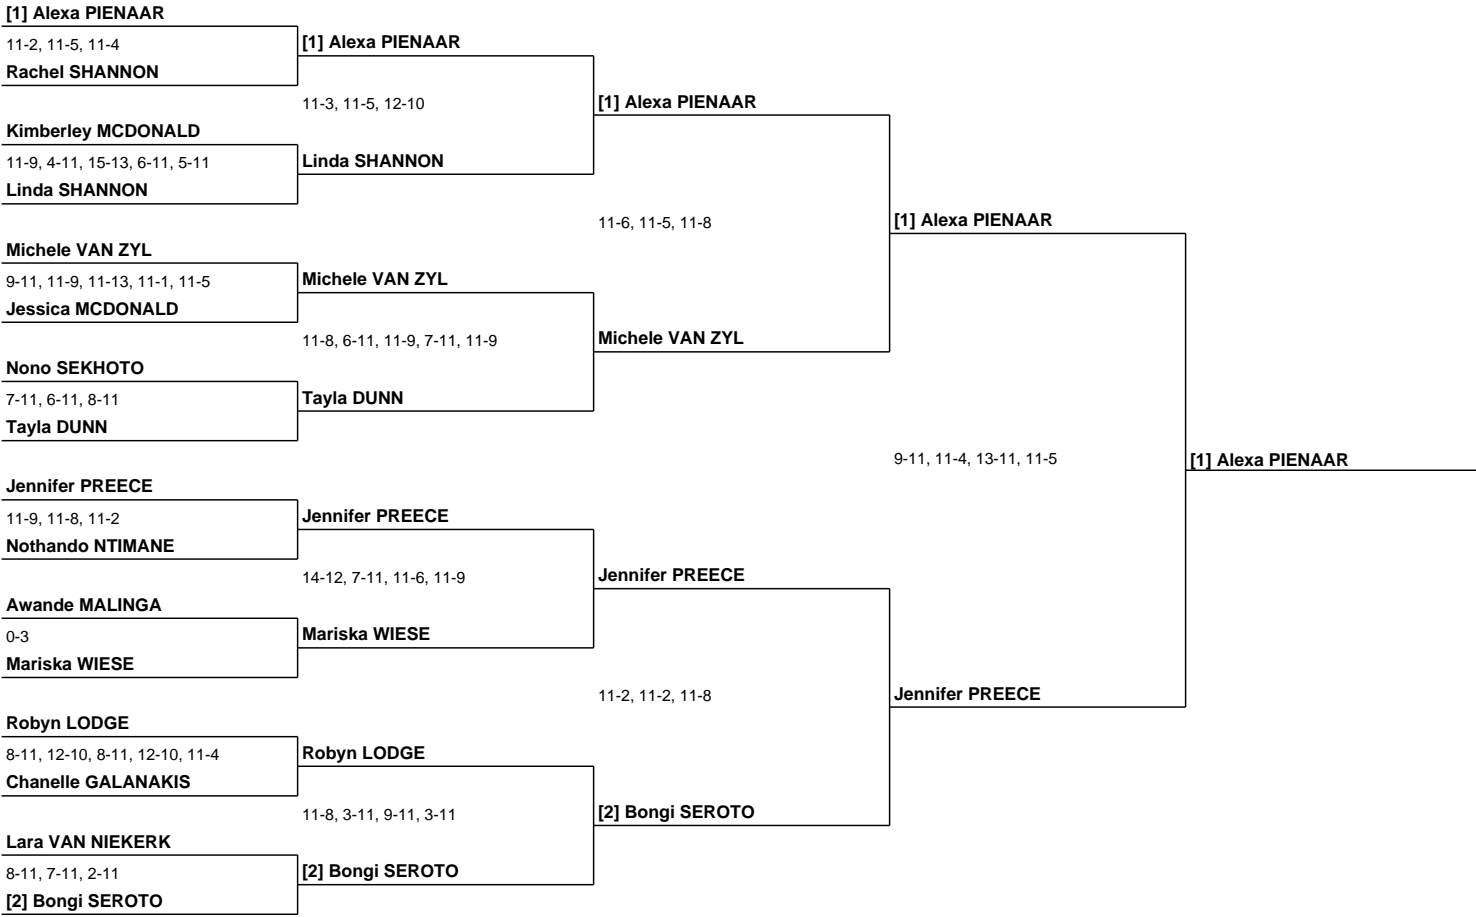 [1] Alexa PIENAAR
11-2, 11-5, 11-4
Rachel SHANNON
Kimberley MCDONALD
11-9, 4-11, 15-13, 6-11, 5-11
Linda SHANNON
Michele VAN ZYL
9-11, 11-9, 11-13, 11-1, 11-5
Jessica MCDONALD
Nono SEKHOTO
7-11, 6-11, 8-11
Tayla DUNN
Jennifer PREECE
11-9, 11-8, 11-2
Nothando NTIMANE
Awande MALINGA
0-3
Mariska WIESE
Robyn LODGE
8-11, 12-10, 8-11, 12-10, 11-4
Chanelle GALANAKIS
Lara VAN NIEKERK
8-11, 7-11, 2-11
[2] Bongi SEROTO
[1] Alexa PIENAAR
11-3, 11-5, 12-10
Linda SHANNON
Michele VAN ZYL
11-8, 6-11, 11-9, 7-11, 11-9
Tayla DUNN
Jennifer PREECE
14-12, 7-11, 11-6, 11-9
Mariska WIESE
Robyn LODGE
11-8, 3-11, 9-11, 3-11
[2] Bongi SEROTO
[1] Alexa PIENAAR
11-6, 11-5, 11-8
Michele VAN ZYL
Jennifer PREECE
11-2, 11-2, 11-8
[2] Bongi SEROTO
[1] Alexa PIENAAR
9-11, 11-4, 13-11, 11-5
Jennifer PREECE
[1] Alexa PIENAAR